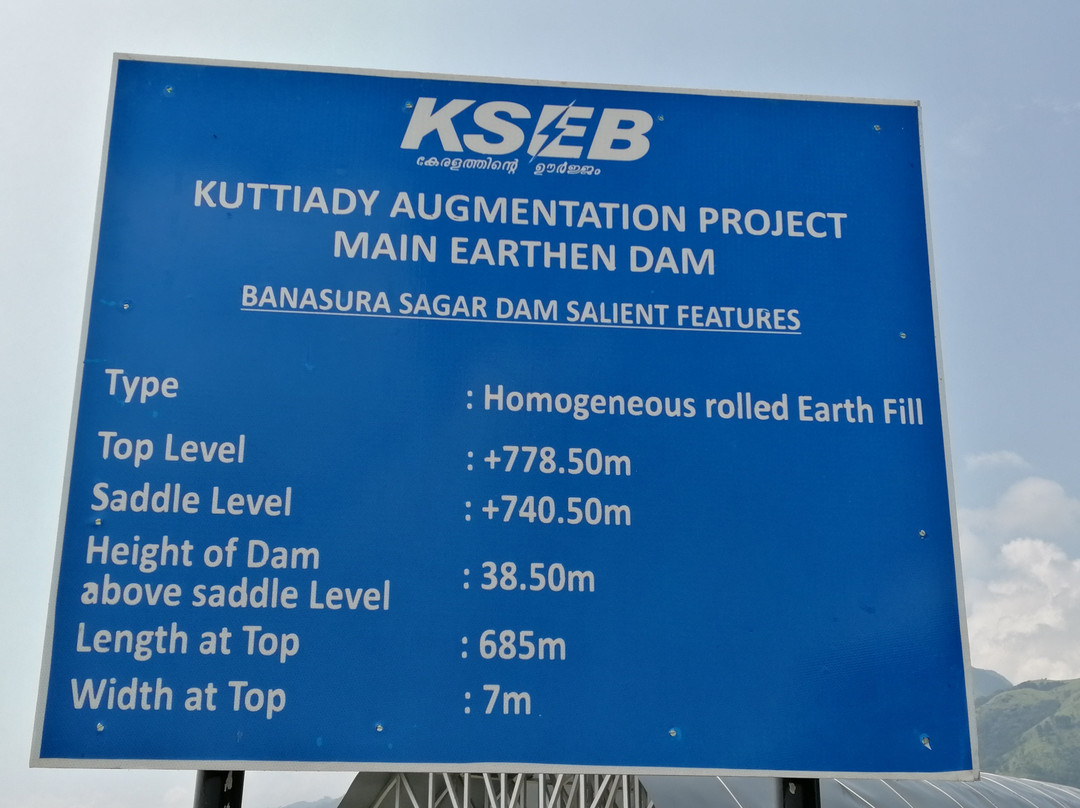 KSEB
കേരളത്തിന്റെ ഊർജ്ജം
KUTTIADY AUGMENTATION PROJECT
MAIN EARTHEN DAM
BANASURA SAGAR DAM SALIENT FEATURES
Type : Homogeneous rolled Earth Fill
Top Level : +778.50m
Saddle Level : +740.50m
Height of Dam
above saddle Level : 38.50m
Length at Top : 685m
Width at Top : 7m